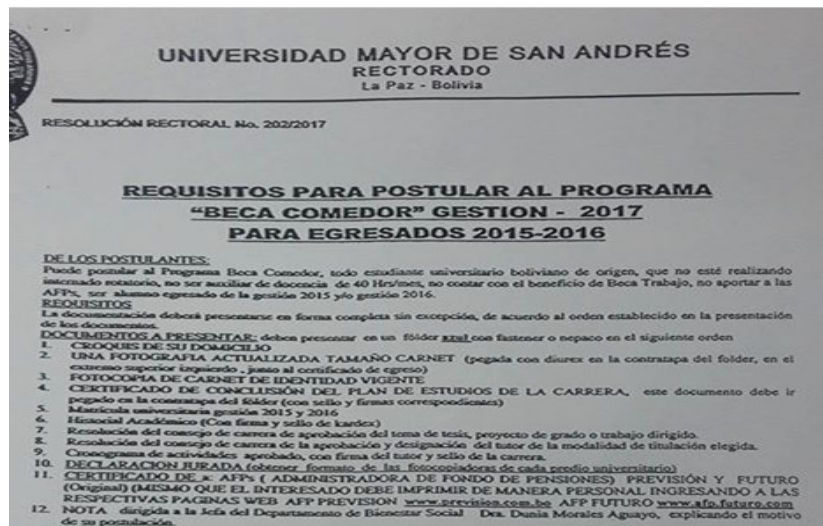 UNIVERSIDAD MAYOR DE SAN ANDRÉS
RECTORADO
La Paz - Bolivia
RESOLUCIÓN RECTORAL No. 202/2017
REQUISITOS PARA POSTULAR AL PROGRAMA
“BECA COMEDOR” GESTION - 2017
PARA EGRESADOS 2015-2016
DE LOS POSTULANTES:
Puede postular al Programa Beca Comedor, todo estudiante universitario boliviano de origen, que no esté realizando
internado rotatorio, no ser auxiliar de docencia de 40 Hrs/mes, no contar con el beneficio de Beca Trabajo, no aportar a las
AFPs, ser alumno egresado de la gestión 2015 y/o gestión 2016.
REQUISITOS
La documentación deberá presentarse en forma completa sin excepción, de acuerdo al orden establecido en la presentación
de los documentos.
DOCUMENTOS A PRESENTAR: deben presentar en un fólder azul con fastener o nepaco en el siguiente orden
1. CROQUIS DE SU DOMICILIO
2. UNA FOTOGRAFIA ACTUALIZADA TAMAÑO CARNET (pegada con diurex en la contratapa del folder, en el
extremo superior izquierdo , junto al certificado de egreso)
3. FOTOCOPIA DE CARNET DE IDENTIDAD VIGENTE
4. CERTIFICADO DE CONCLUSIÓN DEL PLAN DE ESTUDIOS DE LA CARRERA, este documento debe ir
pegado en la contratapa del fólder (con sello y firmas correspondientes)
5. Matrícula universitaria gestión 2015 y 2016
6. Historial Académico (Con firma y sello de kardex)
7. Resolución del consejo de carrera de aprobación del tema de tesis, proyecto de grado o trabajo dirigido.
8. Resolución del consejo de carrera de la aprobación y designación del tutor de la modalidad de titulación elegida.
9. Cronograma de actividades aprobado, con firma del tutor y sello de la carrera.
10. DECLARACION JURADA (obtener formato de las fotocopiadoras de cada predio universitario)
11. CERTIFICADO DE x: AFPs ( ADMINISTRADORA DE FONDO DE PENSIONES) PREVISIÓN Y FUTURO
(Original) (MISMO QUE EL INTERESADO DEBE IMPRIMIR DE MANERA PERSONAL INGRESANDO A LAS
RESPECTIVAS PAGINAS WEB AFP PREVISION www.prevision.com.bo AFP FUTURO www.afp.futuro.com
12. NOTA dirigida a la Jefa del Departamento de Bienestar Social Dra. Dunia Morales Aguayo, explicando el motivo
de su postulación.